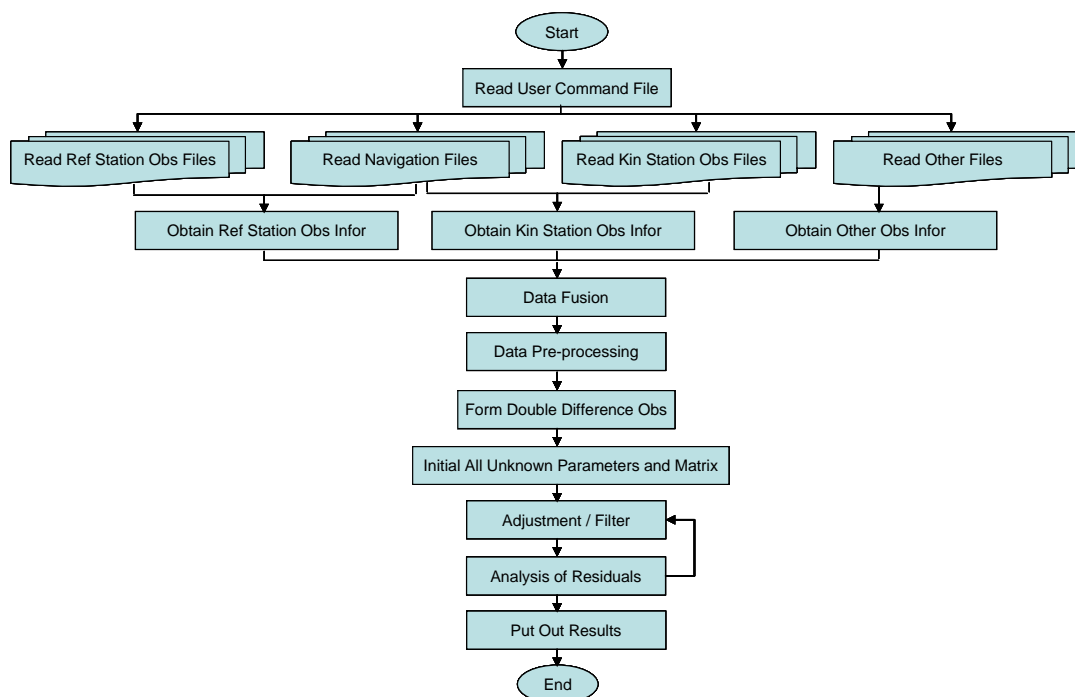 Start
Read User Command File
Read Ref Station Obs Files
Read Navigation Files
Read Kin Station Obs Files
Read Other Files
Obtain Ref Station Obs Infor
Obtain Kin Station Obs Infor
Obtain Other Obs Infor
Data Fusion
Data Pre-processing
Form Double Difference Obs
Initial All Unknown Parameters and Matrix
Adjustment / Filter
Analysis of Residuals
Put Out Results
End